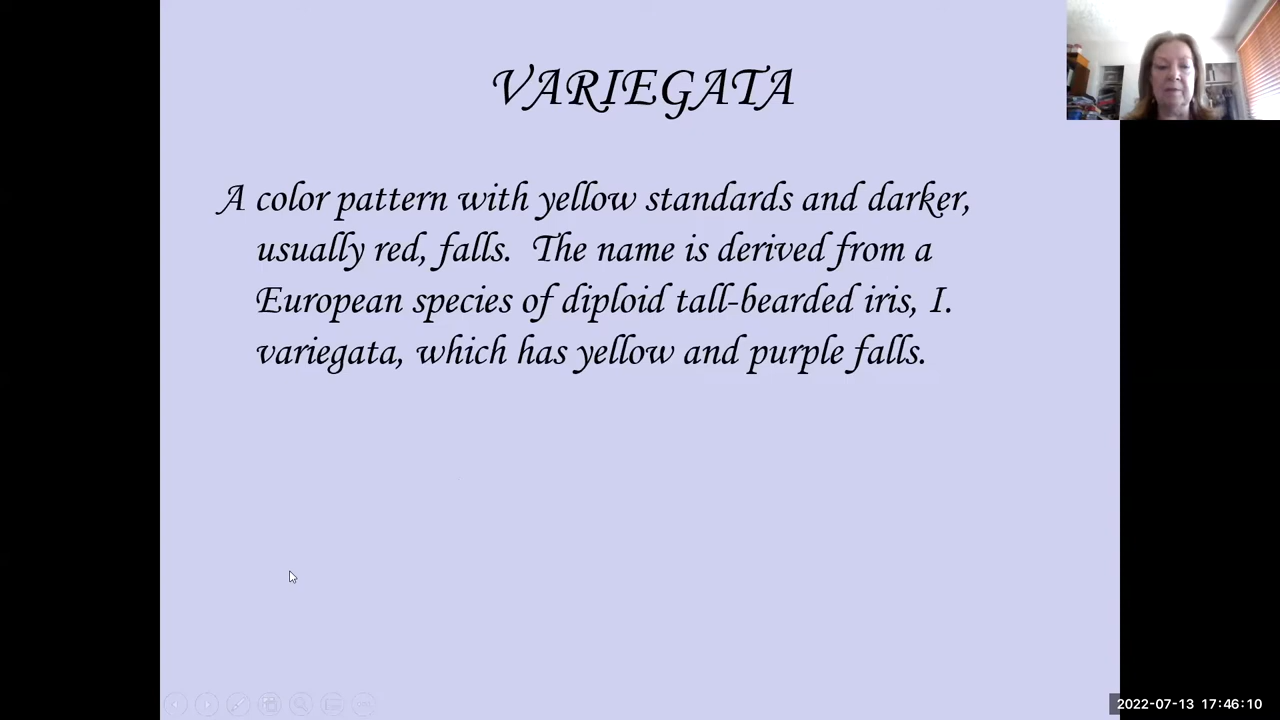 VARIEGATA
A color pattern with yellow standards and darker,
usually red, falls. The name is derived from a
European species of diploid tall-bearded iris, I.
variegata, which has yellow and purple falls.
2022-07-13 17:46:10